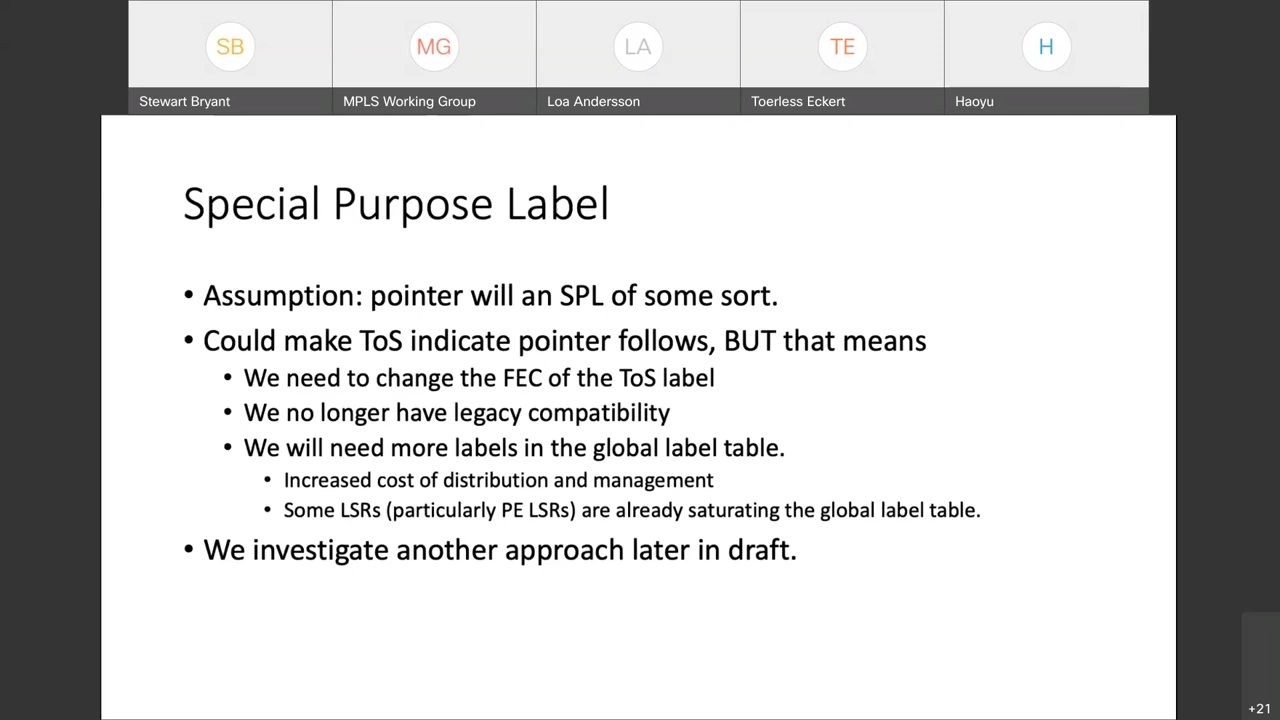 SB
MG
LA
TE
H
Stewart Bryant
MPLS Working Group
Loa Andersson
Toerless Eckert
Haoyu
Special Purpose Label
• Assumption: pointer will an SPL of some sort.
• Could make ToS indicate pointer follows, BUT that means
• We need to change the FEC of the ToS label
• We no longer have legacy compatibility
• We will need more labels in the global label table.
• Increased cost of distribution and management
• Some LSRs (particularly PE LSRs) are already saturating the global label table.
• We investigate another approach later in draft.
+21